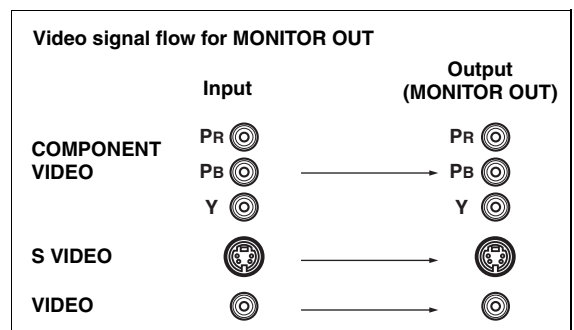 Video signal flow for MONITOR OUT
Input
Output
(MONITOR OUT)
COMPONENT
VIDEO
PR
PR
PB
PB
Y
Y
S VIDEO
VIDEO